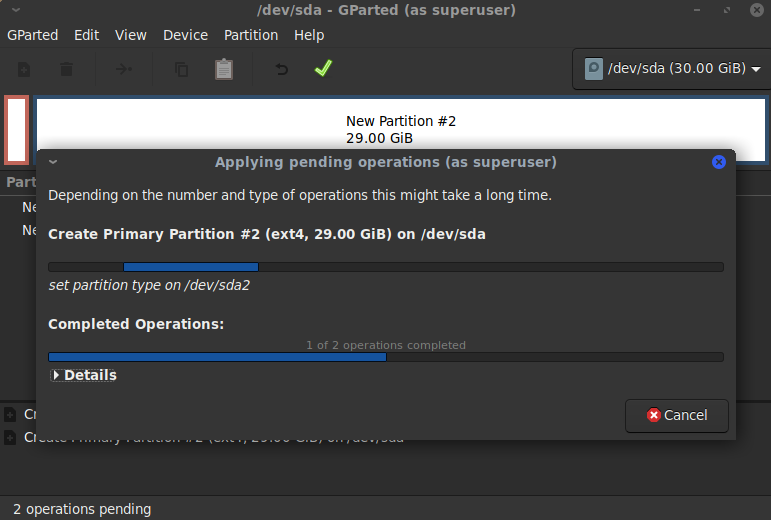 /dev/sda - GParted (as superuser)
GParted Edit View Device Partition Help
/dev/sda (30.00 GiB)
New Partition #2
29.00 GiB
Applying pending operations (as superuser)
Depending on the number and type of operations this might take a long time.
Create Primary Partition #2 (ext4, 29.00 GiB) on /dev/sda
set partition type on /dev/sda2
Completed Operations:
1 of 2 operations completed
Details
Cancel
Create Primary Partition #2 (ext4, 29.00 GiB) on /dev/sda
2 operations pending